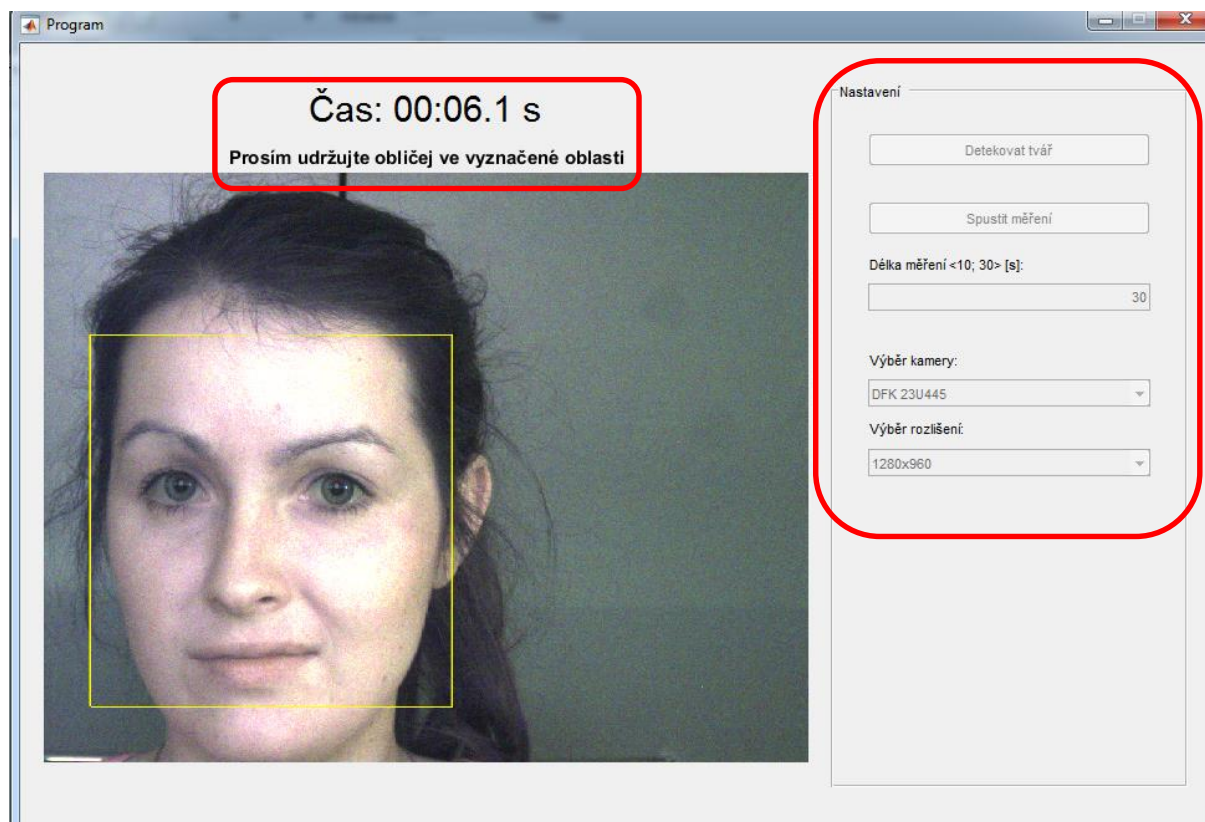 Program
Čas: 00:06.1 s
Prosím udržujte obličej ve vyznačené oblasti
Nastavení
Detekovat tvář
Spustit měření
Délka měření <10; 30> [s]:
30
Výběr kamery:
DFK 23U445
Výběr rozlišení:
1280x960